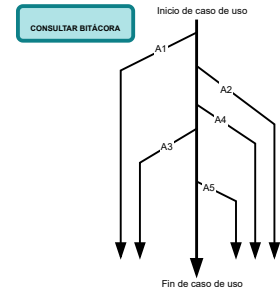 Inicio de caso de uso
CONSULTAR BITÁCORA
A1
A2
A4
A3
A5
Fin de caso de uso